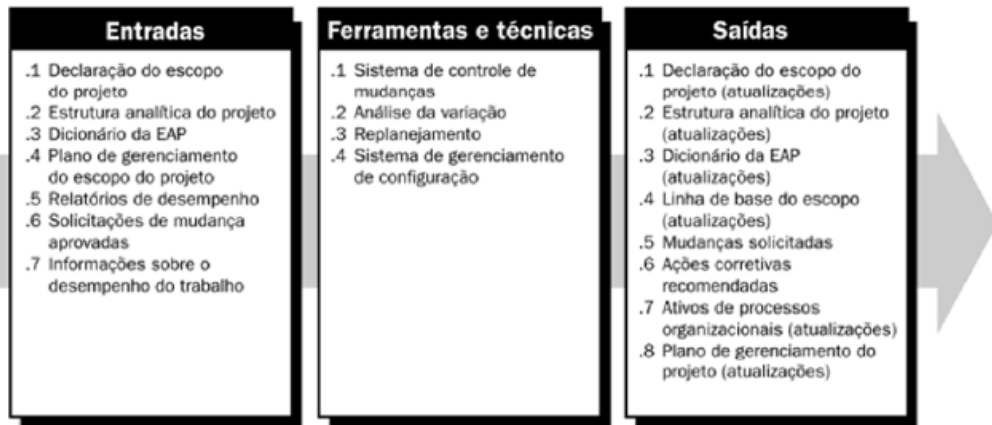 Entradas
.1 Declaração do escopo
do projeto
.2 Estrutura analítica do projeto
.3 Dicionário da EAP
.4 Plano de gerenciamento
do escopo do projeto
.5 Relatórios de desempenho
.6 Solicitações de mudança
aprovadas
.7 Informações sobre o
desempenho do trabalho
Ferramentas e técnicas
.1 Sistema de controle de
mudanças
.2 Análise da variação
.3 Replanejamento
.4 Sistema de gerenciamento
de configuração
Saídas
.1 Declaração do escopo do
projeto (atualizações)
.2 Estrutura analítica do projeto
(atualizações)
.3 Dicionário da EAP
(atualizações)
.4 Linha de base do escopo
(atualizações)
.5 Mudanças solicitadas
.6 Ações corretivas
recomendadas
.7 Ativos de processos
organizacionais (atualizações)
.8 Plano de gerenciamento do
projeto (atualizações)